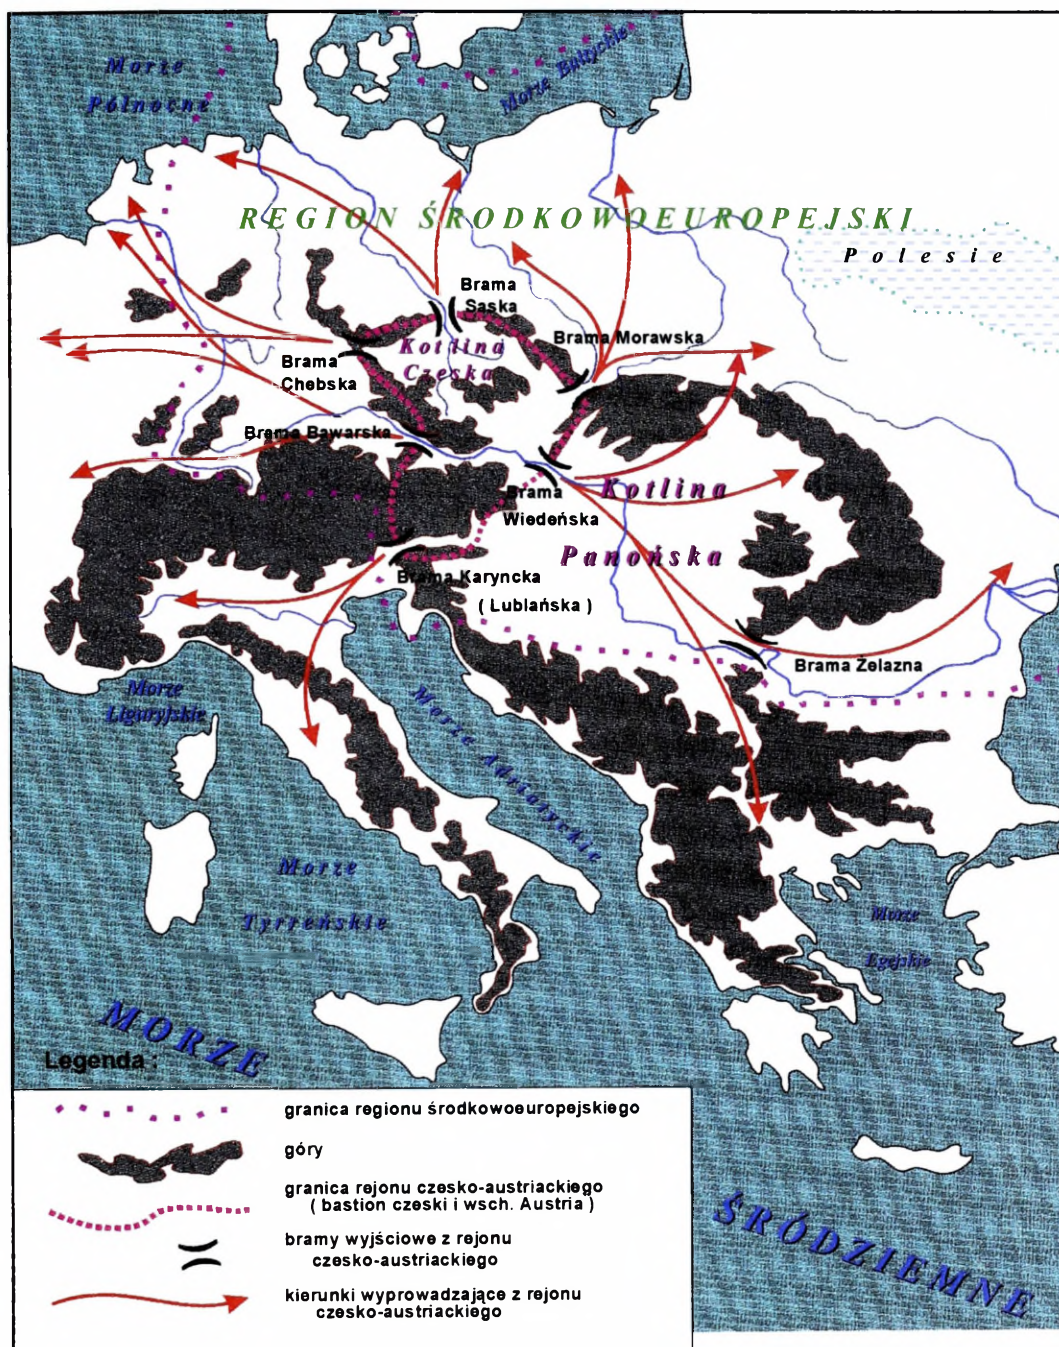 Morze
Północne
Morze Bałtyckie
REGION ŚRODKOWOEUROPEJSKI
Polesie
Brama
Saska
Brama Morawska
Kotlina
Czeska
Brama
Chebska
Brama Bawarska
Brama
Wiedeńska
Kotlina
Panońska
Brama Karyncka
( Lublańska )
Brama Żelazna
Morze
Liguryjskie
Morze Adriatyckie
Morze
Tyrreńskie
Morze
Egejskie
MORZE
ŚRÓDZIEMNE
Legenda :
granica regionu środkowoeuropejskiego
góry
granica rejonu czesko-austriackiego
( bastion czeski i wsch. Austria )
bramy wyjściowe z rejonu
czesko-austriackiego
kierunki wyprowadzające z rejonu
czesko-austriackiego